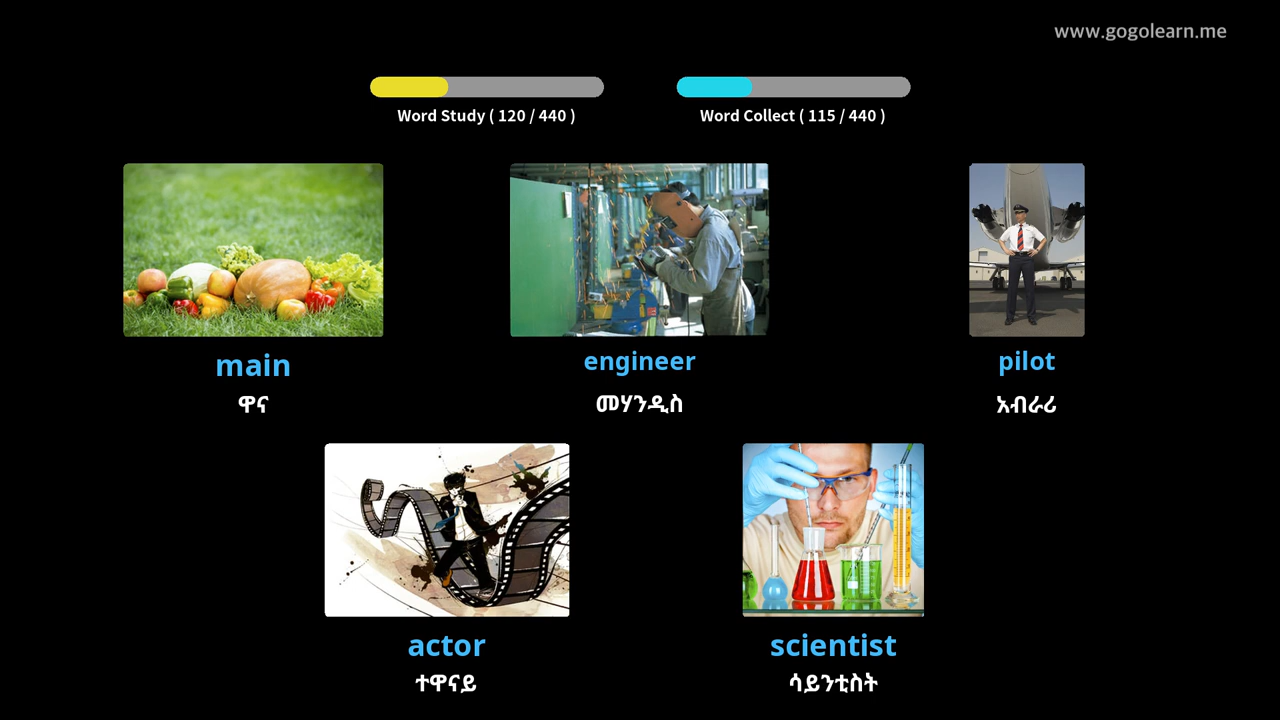 www.gogolearn.me
Word Study ( 120 / 440 )
Word Collect ( 115 / 440 )
main
ዋና
engineer
መሃንዲስ
pilot
አብራሪ
actor
ተዋናይ
scientist
ሳይንቲስት